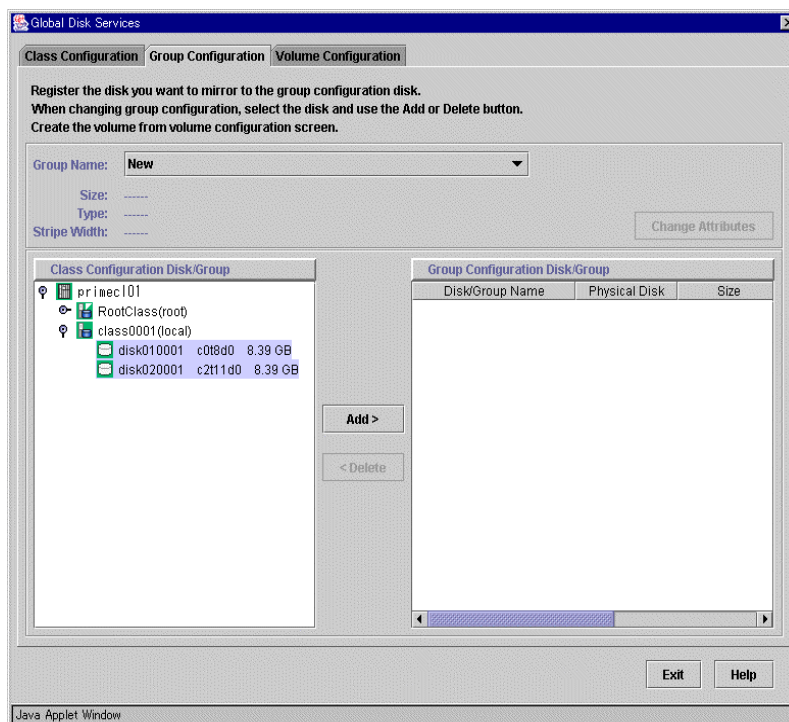 Global Disk Services
Class Configuration Group Configuration Volume Configuration
Register the disk you want to mirror to the group configuration disk.
When changing group configuration, select the disk and use the Add or Delete button.
Create the volume from volume configuration screen.
Group Name: New
Size: ------
Type: ------
Stripe Width: ------
Change Attributes
Class Configuration Disk/Group
primecl01
RootClass(root)
class0001(local)
disk010001 c0t8d0 8.39 GB
disk020001 c2t11d0 8.39 GB
Add >
< Delete
Group Configuration Disk/Group
Disk/Group Name Physical Disk Size
Exit Help
Java Applet Window